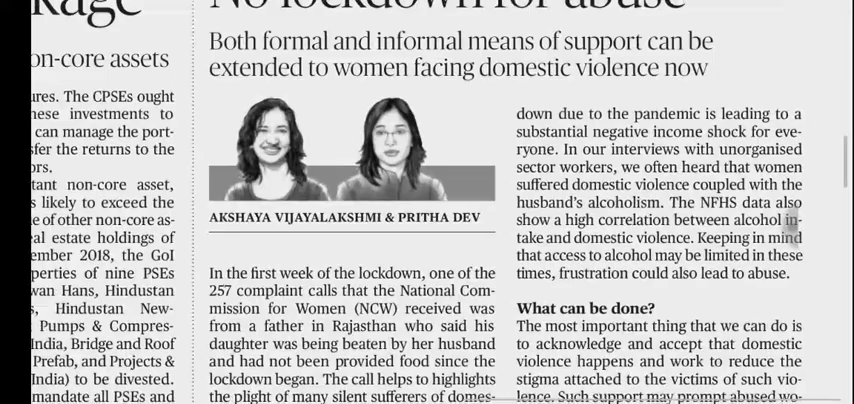 on-core assets
ures. The CPSEs ought
hese investments to
can manage the port-
sfer the returns to the
ors.
tant non-core asset,
s likely to exceed the
e of other non-core as-
eal estate holdings of
ember 2018, the GoI
perties of nine PSEs
wan Hans, Hindustan
s, Hindustan New-
Pumps & Compres-
India, Bridge and Roof
Prefab, and Projects &
India) to be divested.
mandate all PSEs and
No lockdown for abuse
Both formal and informal means of support can be
extended to women facing domestic violence now
AKSHAYA VIJAYALAKSHMI & PRITHA DEV
In the first week of the lockdown, one of the
257 complaint calls that the National Com-
mission for Women (NCW) received was
from a father in Rajasthan who said his
daughter was being beaten by her husband
and had not been provided food since the
lockdown began. The call helps to highlights
the plight of many silent sufferers of domes-
down due to the pandemic is leading to a
substantial negative income shock for eve-
ryone. In our interviews with unorganised
sector workers, we often heard that women
suffered domestic violence coupled with the
husband's alcoholism. The NFHS data also
show a high correlation between alcohol in-
take and domestic violence. Keeping in mind
that access to alcohol may be limited in these
times, frustration could also lead to abuse.
What can be done?
The most important thing that we can do is
to acknowledge and accept that domestic
violence happens and work to reduce the
stigma attached to the victims of such vio-
lence. Such support may prompt abused wo-